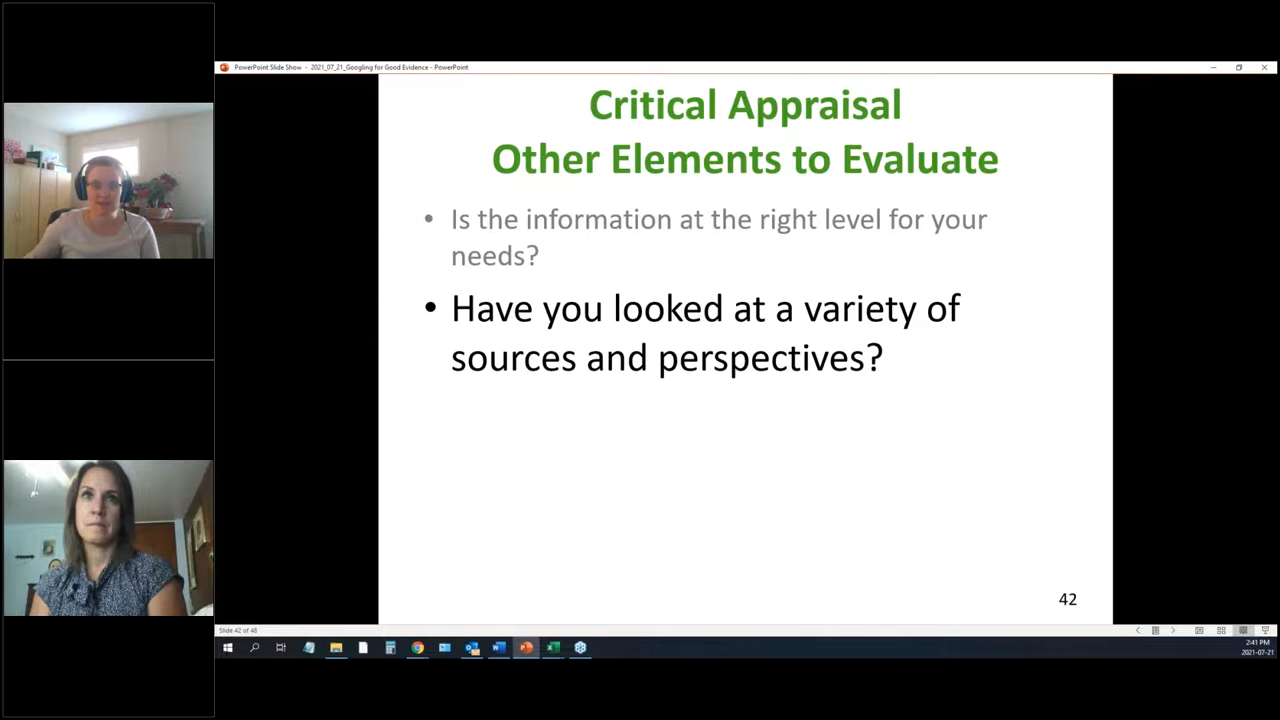 PowerPoint Slide Show - 2021_07_21_Googling for Good Evidence - PowerPoint
Critical Appraisal
Other Elements to Evaluate
• Is the information at the right level for your
needs?
• Have you looked at a variety of
sources and perspectives?
42
Slide 42 of 48
2:41 PM
2021-07-21